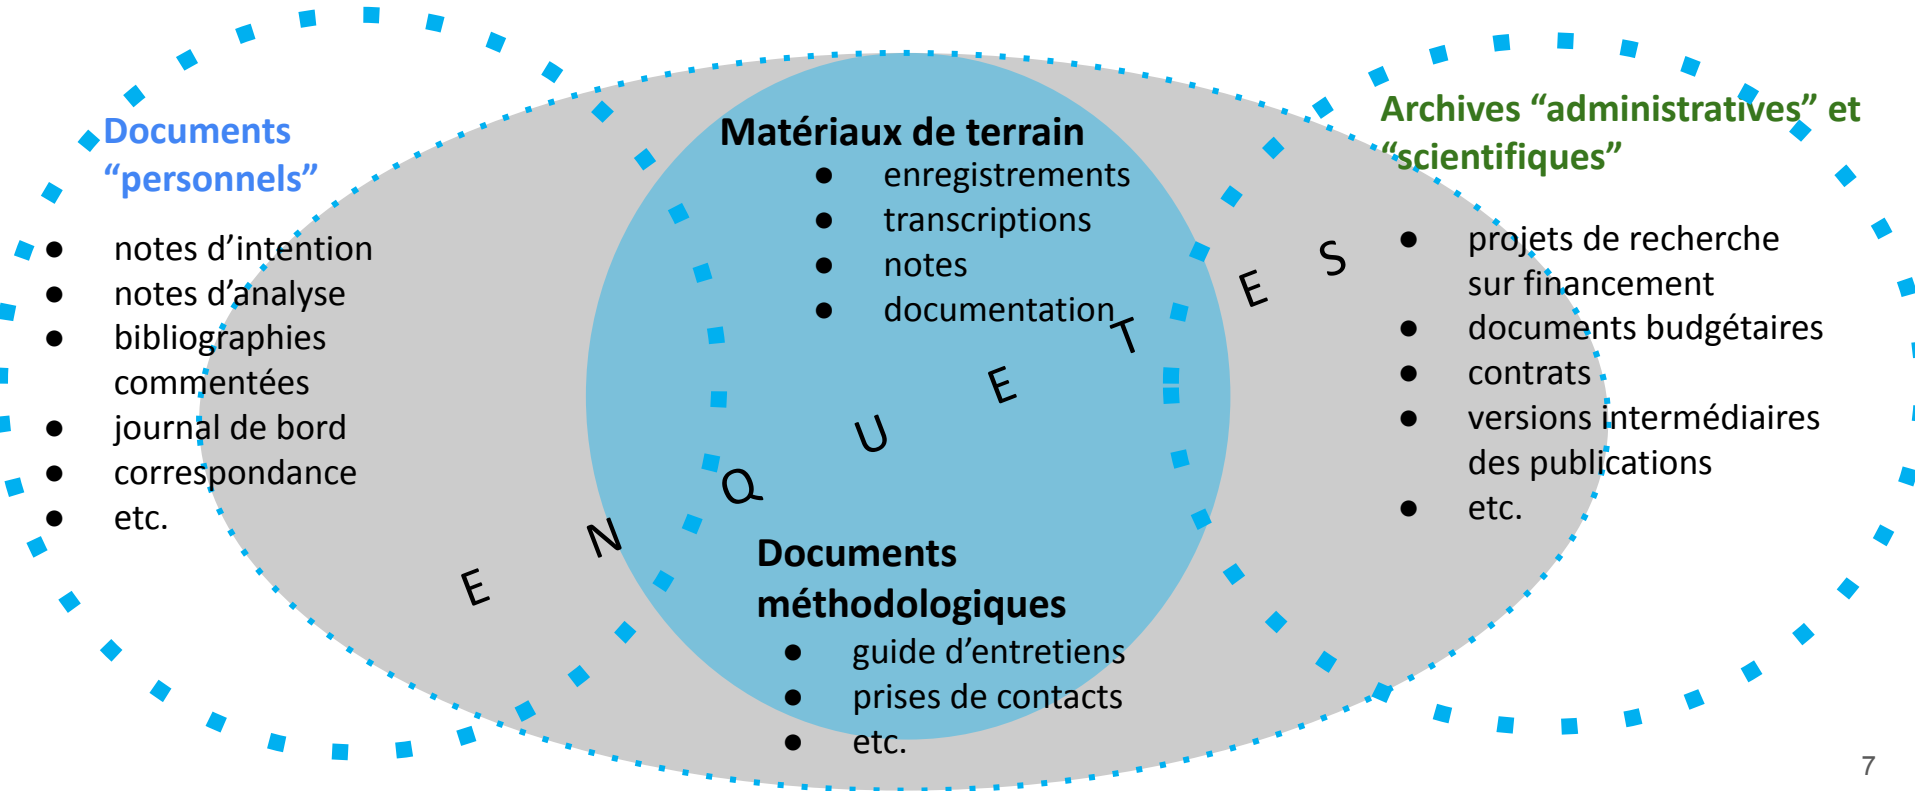 Documents
“personnels”
● notes d’intention
● notes d’analyse
● bibliographies
commentées
● journal de bord
● correspondance
● etc.
Matériaux de terrain
● enregistrements
● transcriptions
● notes
● documentation
Documents
méthodologiques
● guide d’entretiens
● prises de contacts
● etc.
E N Q U E T E S
Archives “administratives” et
“scientifiques”
● projets de recherche
sur financement
● documents budgétaires
● contrats
● versions intermédiaires
des publications
● etc.
7